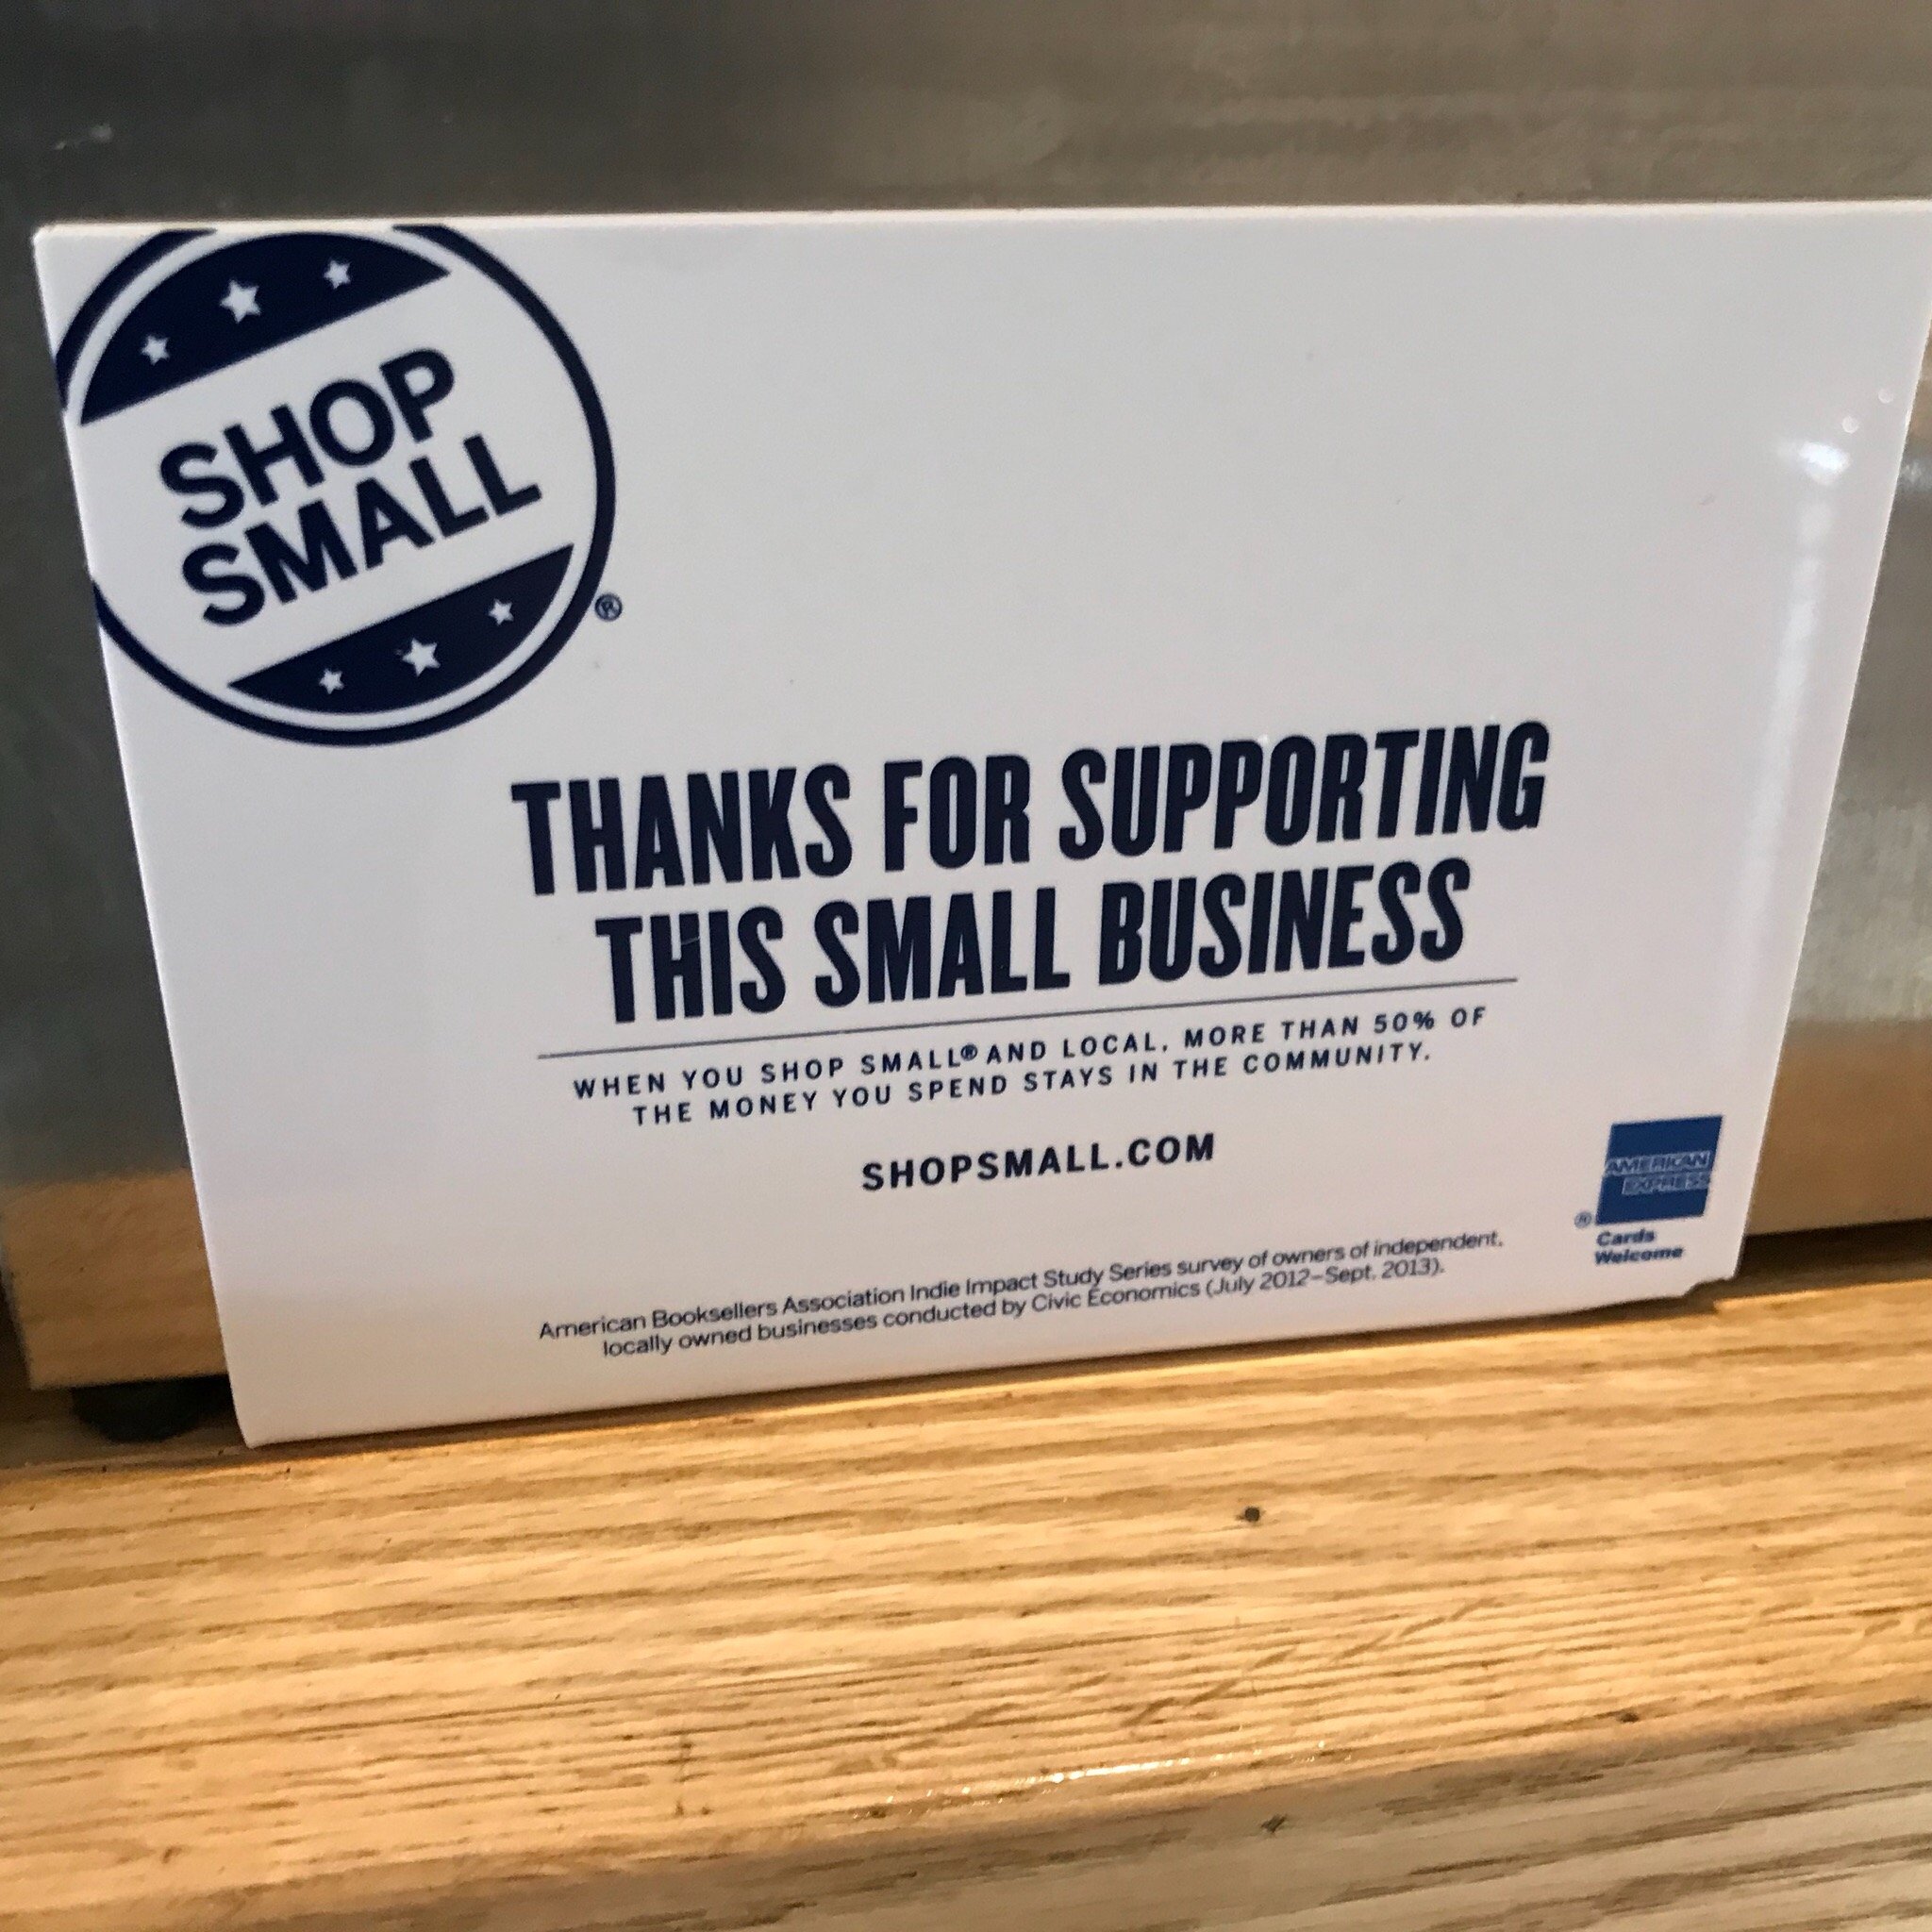 SHOP
SMALL
®
THANKS FOR SUPPORTING
THIS SMALL BUSINESS
WHEN YOU SHOP SMALL® AND LOCAL, MORE THAN 50% OF
THE MONEY YOU SPEND STAYS IN THE COMMUNITY.
SHOPSMALL.COM
AMERICAN
EXPRESS
®
Cards
Welcome
American Booksellers Association Indie Impact Study Series survey of owners of independent,
locally owned businesses conducted by Civic Economics (July 2012–Sept. 2013).